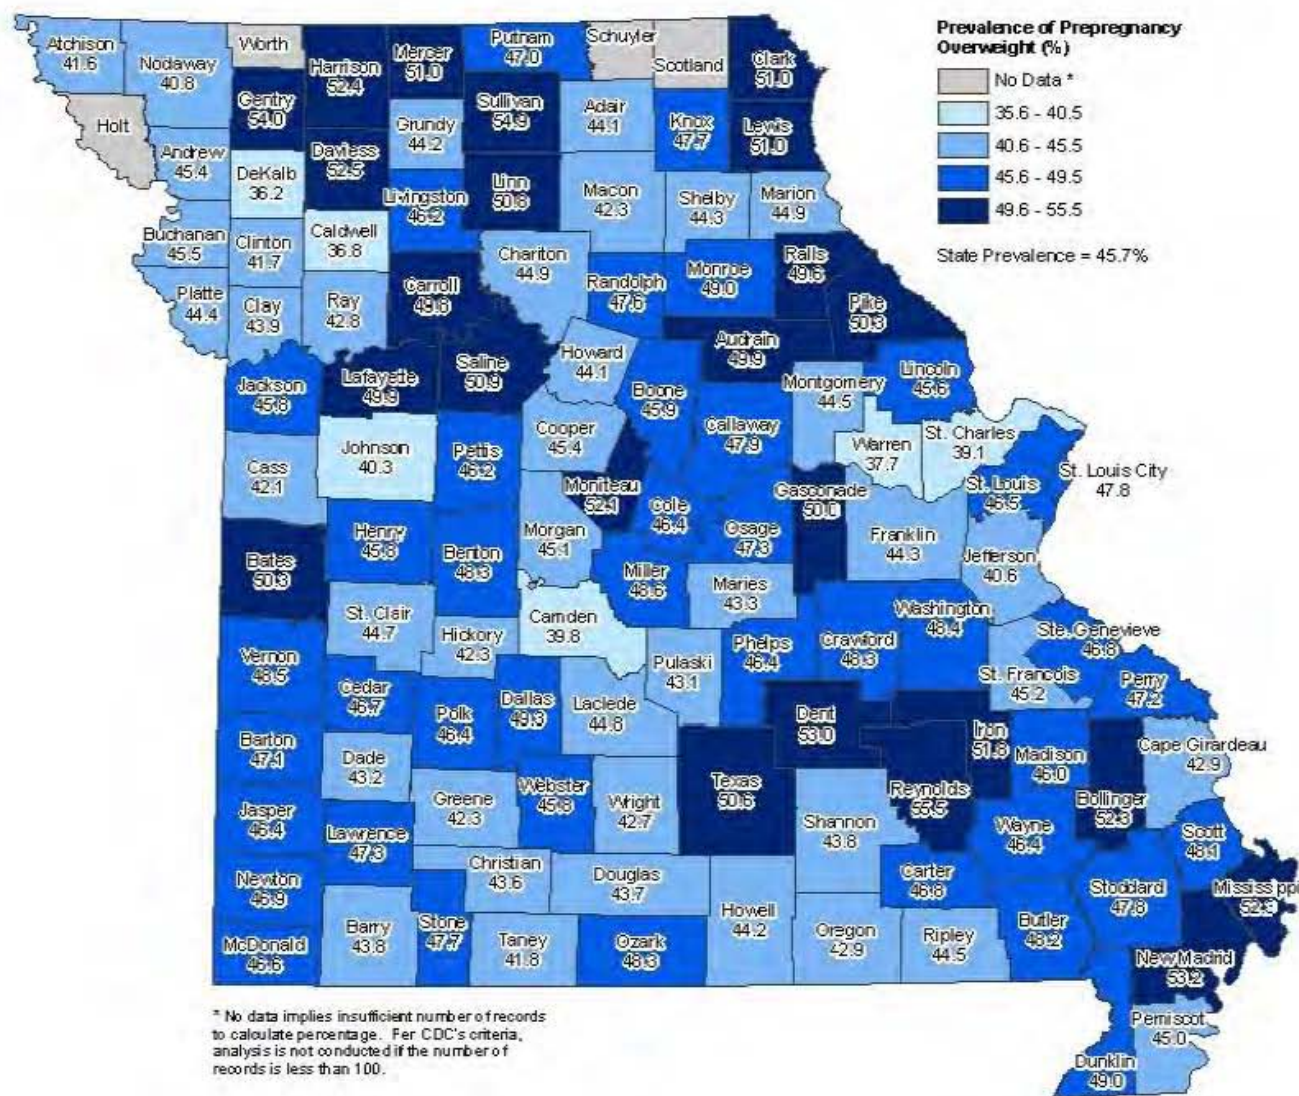 Prevalence of Prepregnancy
Overweight (%)
No Data *
35.6 - 40.5
40.6 - 45.5
45.6 - 49.5
49.6 - 55.5
State Prevalence = 45.7%
Atchison
41.6
Nodaway
40.8
Worth
Harrison
52.4
Mercer
51.0
Putnam
47.0
Schuyler
Scotland
Clark
51.0
Holt
Gentry
54.0
Sullivan
54.9
Adair
44.1
Knox
47.7
Lewis
51.0
Andrew
45.4
DeKalb
36.2
Daviess
52.5
Grundy
44.2
Livingston
46.2
Linn
50.8
Macon
42.3
Shelby
44.3
Marion
44.9
Buchanan
45.5
Clinton
41.7
Caldwell
36.8
Chariton
44.9
Randolph
47.6
Monroe
49.0
Ralls
49.6
Platte
44.4
Clay
43.9
Ray
42.8
Carroll
49.8
Pike
50.3
Audrain
49.9
Jackson
45.8
Lafayette
49.9
Saline
50.9
Howard
44.1
Boone
45.9
Montgomery
44.5
Lincoln
45.6
Callaway
47.9
Cass
42.1
Johnson
40.3
Pettis
46.2
Cooper
45.4
Warren
37.7
St. Charles
39.1
St. Louis City
47.8
St. Louis
46.5
Moniteau
52.1
Gasconade
50.0
Cole
46.4
Osage
47.3
Franklin
44.3
Jefferson
40.6
Bates
50.3
Henry
45.8
Benton
48.3
Morgan
45.1
Miller
48.6
Maries
43.3
St. Clair
44.7
Hickory
42.3
Camden
39.8
Washington
48.4
Phelps
46.4
Crawford
48.3
Ste. Genevieve
46.8
Vernon
48.5
Pulaski
43.1
St. Francois
45.2
Perry
47.2
Cedar
46.7
Polk
46.4
Dallas
49.3
Laclede
44.8
Dent
53.0
Iron
51.8
Barton
47.1
Dade
43.2
Madison
46.0
Cape Girardeau
42.9
Texas
50.6
Reynolds
55.5
Bollinger
52.3
Jasper
46.4
Greene
42.3
Webster
45.8
Wright
42.7
Shannon
43.8
Wayne
46.4
Scott
48.1
Lawrence
47.3
Christian
43.6
Douglas
43.7
Carter
46.8
Stoddard
47.8
Mississippi
Newton
46.9
Howell
44.2
Butler
48.2
Barry
43.8
Stone
47.7
Taney
41.8
Ozark
48.3
Oregon
42.9
Ripley
44.5
McDonald
46.6
New Madrid
53.2
Pemiscot
45.0
Dunklin
49.0
* No data implies insufficient number of records
to calculate percentage. Per CDC's criteria,
analysis is not conducted if the number of
records is less than 100.